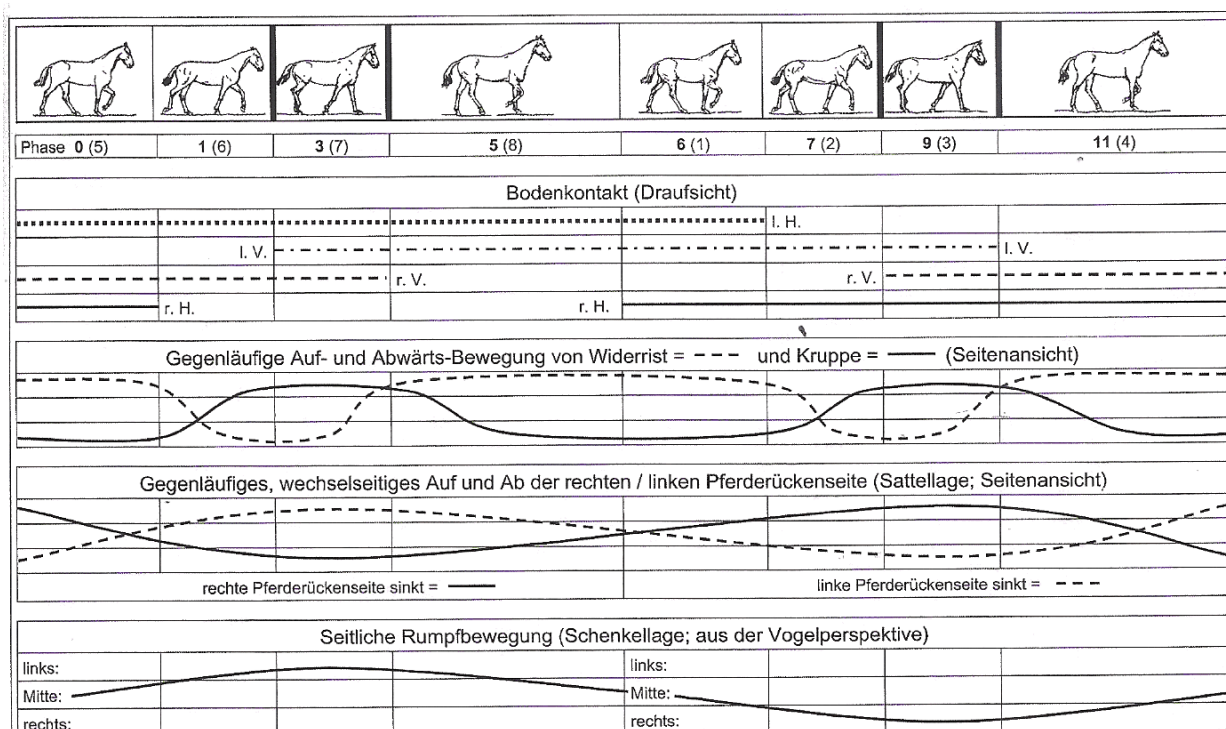 Phase 0 (5) 1 (6) 3 (7) 5 (8) 6 (1) 7 (2) 9 (3) 11 (4)
Bodenkontakt (Draufsicht)
l. H.
l. V. l. V.
r. V. r. V.
r. H. r. H.
Gegenläufige Auf- und Abwärts-Bewegung von Widerrist = --- und Kruppe = — (Seitenansicht)
Gegenläufiges, wechselseitiges Auf und Ab der rechten / linken Pferderückenseite (Sattellage; Seitenansicht)
rechte Pferderückenseite sinkt = — linke Pferderückenseite sinkt = ---
Seitliche Rumpfbewegung (Schenkellage; aus der Vogelperspektive)
links: links:
Mitte: Mitte:
rechts: rechts: